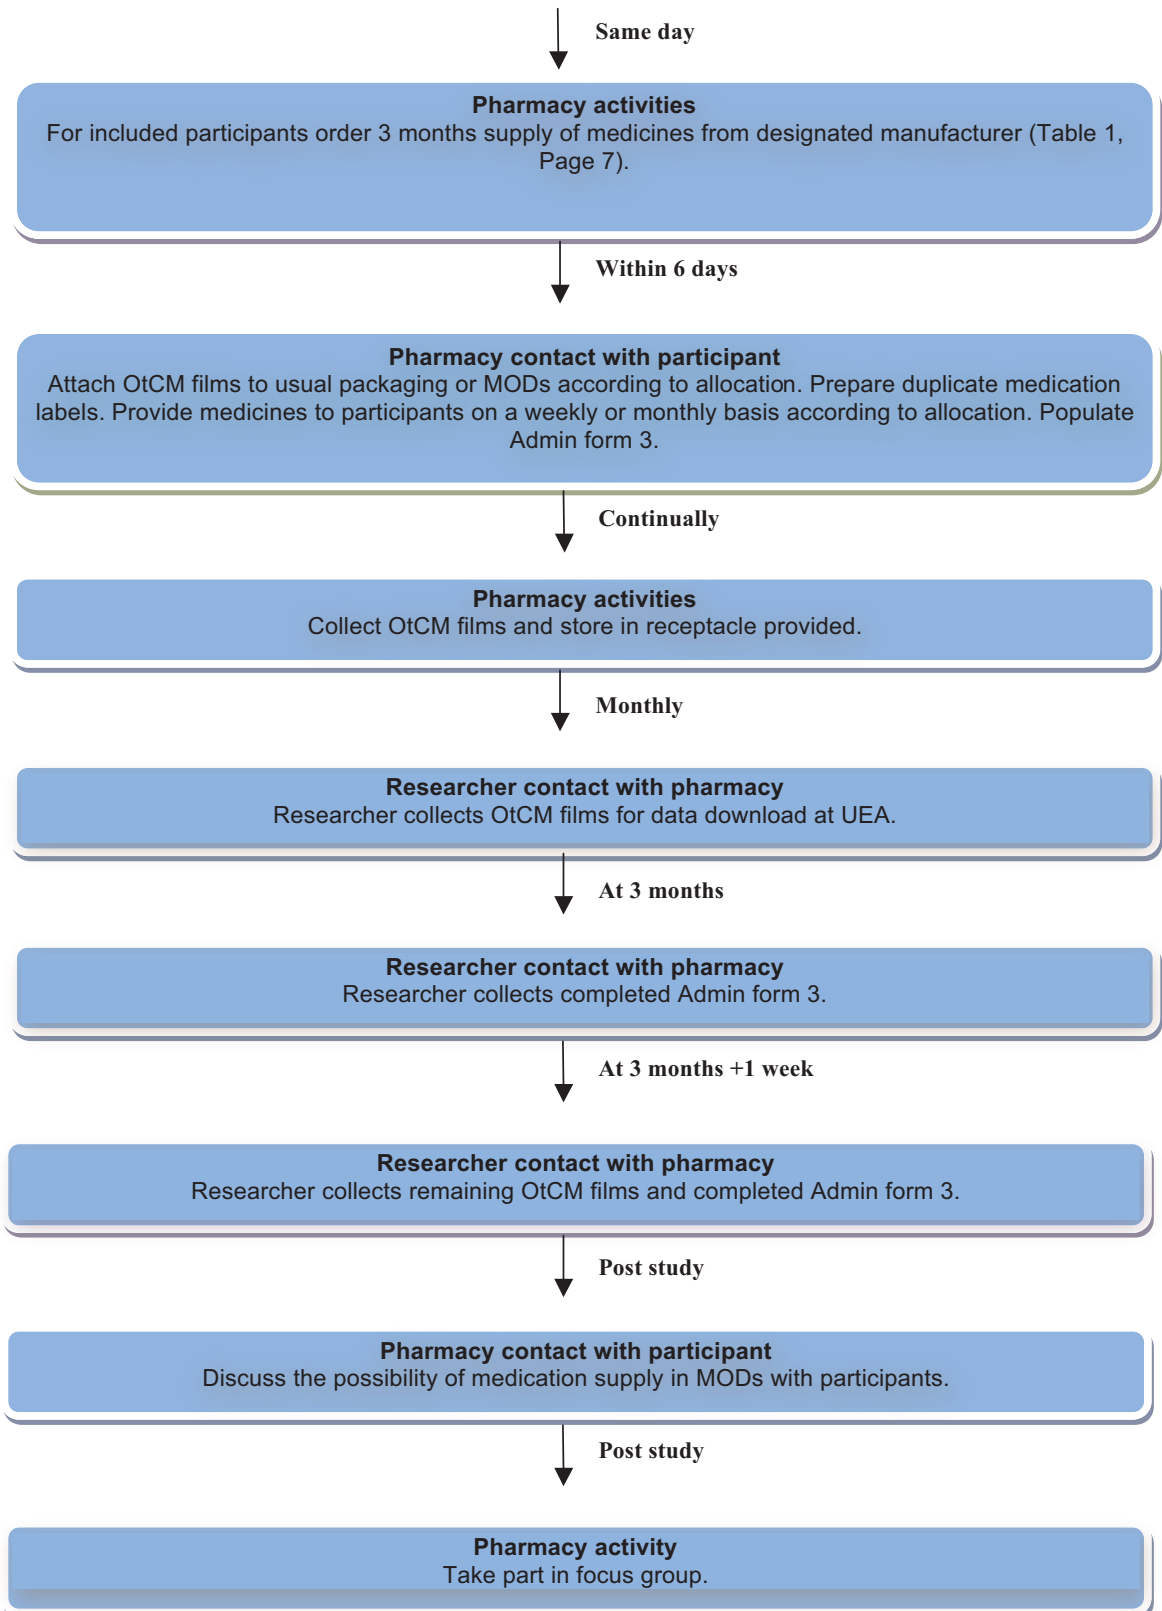 Same day
Pharmacy activities
For included participants order 3 months supply of medicines from designated manufacturer (Table 1,
Page 7).
Within 6 days
Pharmacy contact with participant
Attach OtCM films to usual packaging or MODs according to allocation. Prepare duplicate medication
labels. Provide medicines to participants on a weekly or monthly basis according to allocation. Populate
Admin form 3.
Continually
Pharmacy activities
Collect OtCM films and store in receptacle provided.
Monthly
Researcher contact with pharmacy
Researcher collects OtCM films for data download at UEA.
At 3 months
Researcher contact with pharmacy
Researcher collects completed Admin form 3.
At 3 months +1 week
Researcher contact with pharmacy
Researcher collects remaining OtCM films and completed Admin form 3.
Post study
Pharmacy contact with participant
Discuss the possibility of medication supply in MODs with participants.
Post study
Pharmacy activity
Take part in focus group.